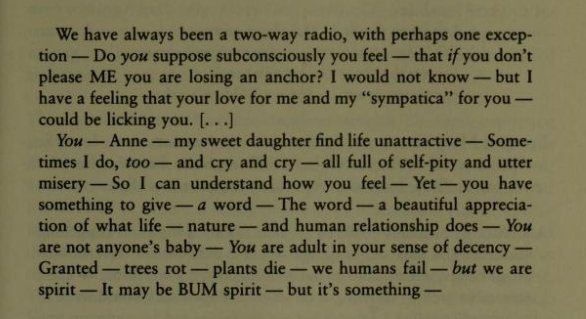 We have always been a two-way radio, with perhaps one excep-
tion — Do you suppose subconsciously you feel — that if you don't
please ME you are losing an anchor? I would not know — but I
have a feeling that your love for me and my “sympatica” for you —
could be licking you. [. . .]
You — Anne — my sweet daughter find life unattractive — Some-
times I do, too — and cry and cry — all full of self-pity and utter
misery — So I can understand how you feel — Yet — you have
something to give — a word — The word — a beautiful apprecia-
tion of what life — nature — and human relationship does — You
are not anyone's baby — You are adult in your sense of decency —
Granted — trees rot — plants die — we humans fail — but we are
spirit — It may be BUM spirit — but it's something —